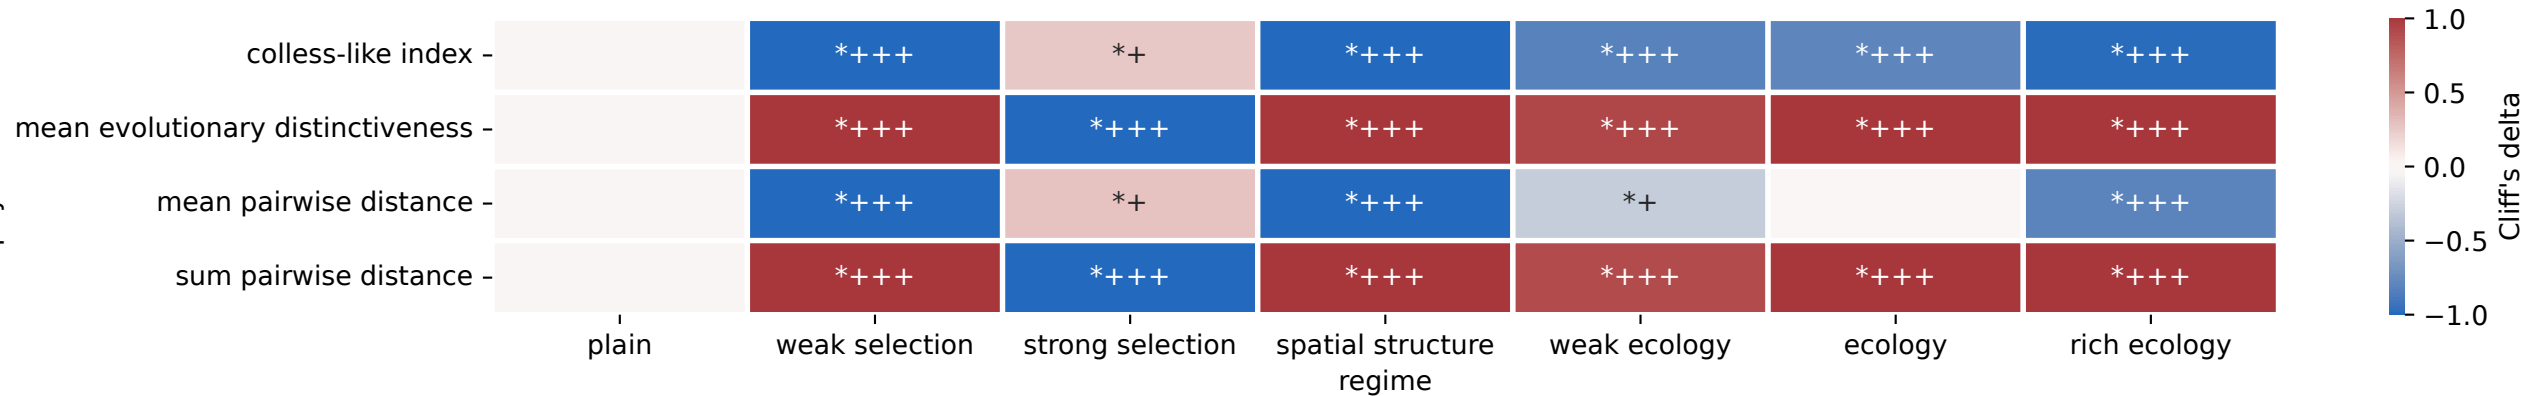 colless-like index
*+++
*+
*+++
*+++
*+++
*+++
mean evolutionary distinctiveness
*+++
*+++
*+++
*+++
*+++
*+++
mean pairwise distance
*+++
*+
*+++
*+
*+++
sum pairwise distance
*+++
*+++
*+++
*+++
*+++
*+++
plain
weak selection
strong selection
spatial structure
weak ecology
ecology
rich ecology
regime
1.0
0.5
0.0
−0.5
−1.0
Cliff's delta